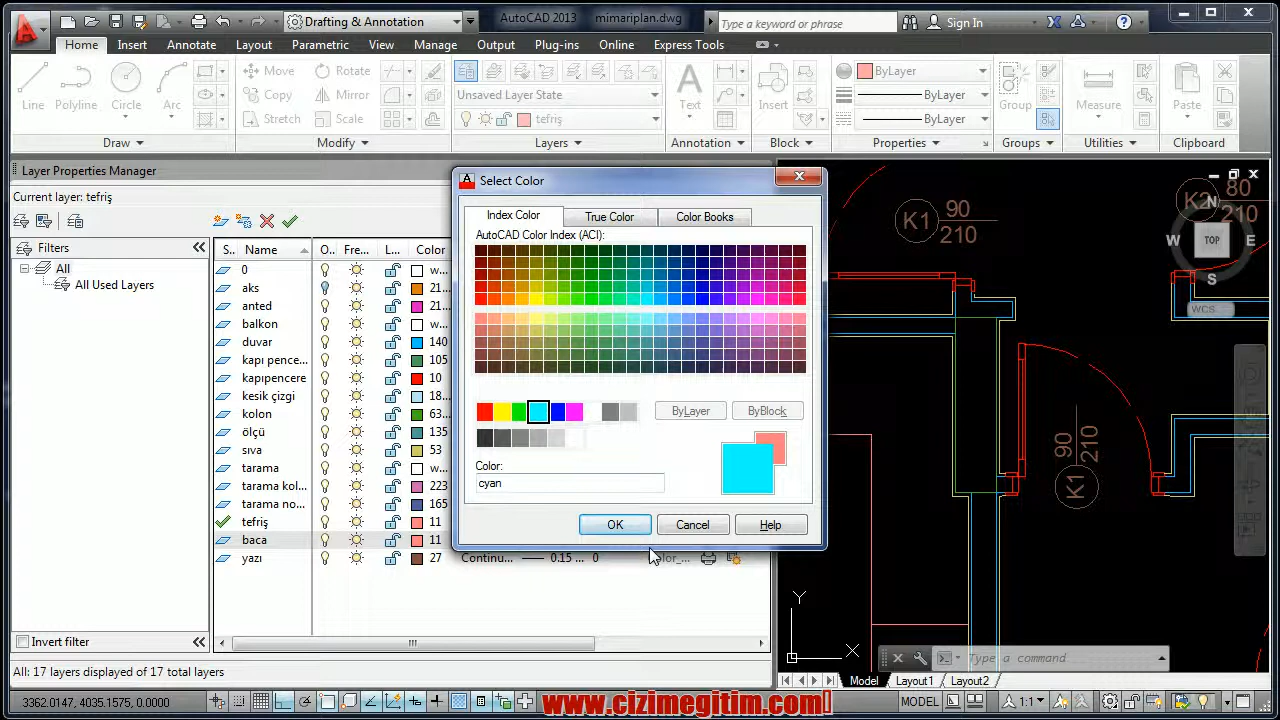 Drafting & Annotation
AutoCAD 2013
mimariplan.dwg
Type a keyword or phrase
Sign In
Home
Insert
Annotate
Layout
Parametric
View
Manage
Output
Plug-ins
Online
Express Tools
Line
Polyline
Circle
Arc
Move
Rotate
Copy
Mirror
Stretch
Scale
Unsaved Layer State
tefriş
Text
Insert
ByLayer
ByLayer
ByLayer
Group
Measure
Paste
Draw
Modify
Layers
Annotation
Block
Properties
Groups
Utilities
Clipboard
Layer Properties Manager
Current layer: tefriş
Filters
All
All Used Layers
Invert filter
S.. Name O. Fre... L... Color
0 w...
aks 21...
anted 21...
balkon w...
duvar 140
kapı pence... 105
kapıpencere 10
kesik çizgi 18...
kolon 63...
ölçü 135
sıva 53
tarama w...
tarama kol... 223
tarama no... 165
tefriş 11
baca 11
yazı 27 Continu... 0.15 ... 0
All: 17 layers displayed of 17 total layers
Select Color
Index Color
True Color
Color Books
AutoCAD Color Index (ACI):
ByLayer
ByBlock
Color:
cyan
OK
Cancel
Help
K1 90
210
K2 80
210
N
W TOP E
S
WCS
90
210
K1
Y
X
Type a command
Model
Layout1
Layout2
3362.0147, 4035.1575, 0.0000
MODEL
1:1
www.cizimegitim.com